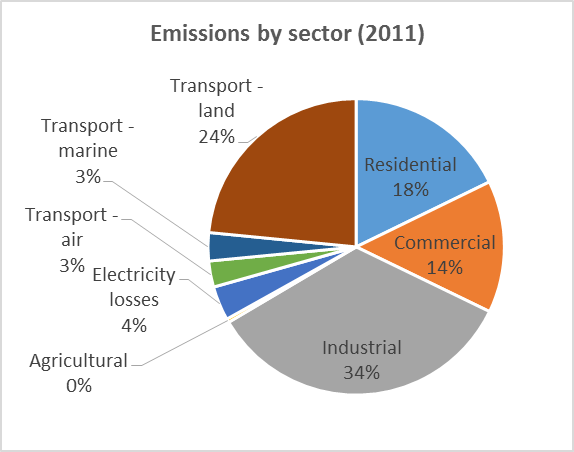 Emissions by sector (2011)
Transport -
land
24%
Transport -
marine
3%
Transport -
air
3%
Electricity
losses
4%
Agricultural
0%
Residential
18%
Commercial
14%
Industrial
34%